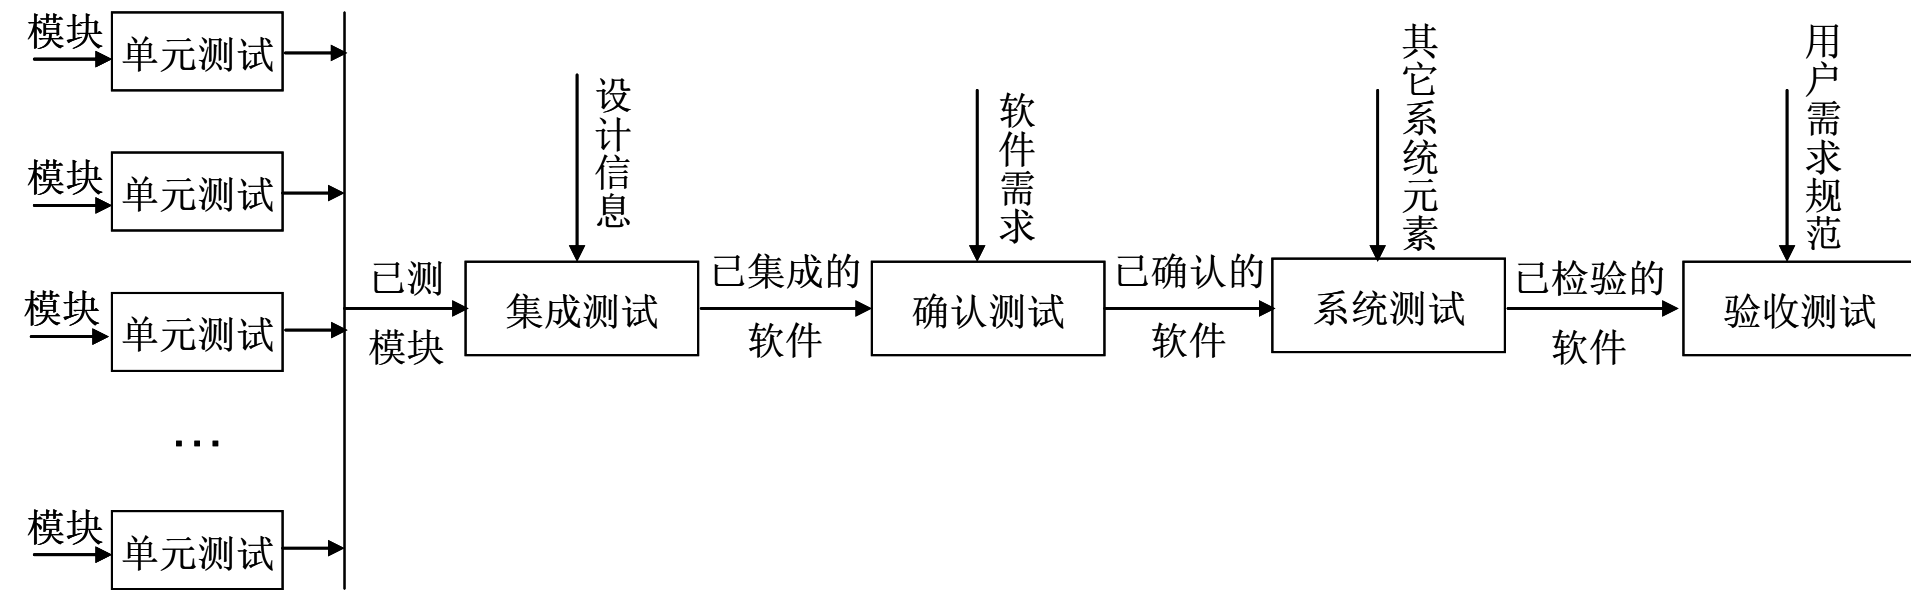 模块
单元测试
模块
单元测试
模块
单元测试
...
模块
单元测试
已测
模块
设计信息
集成测试
已集成的
软件
软件需求
确认测试
已确认的
软件
其它系统元素
系统测试
已检验的
软件
用户需求规范
验收测试